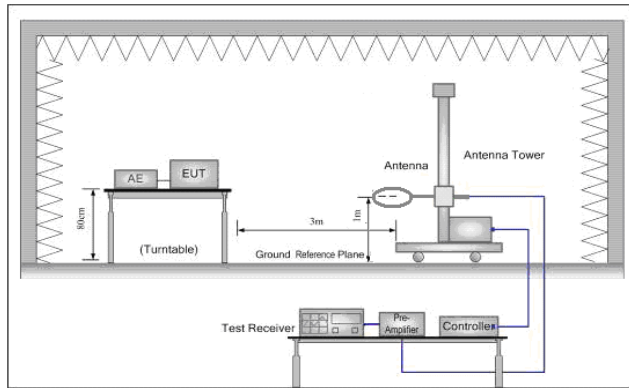 Antenna
Antenna Tower
AE
EUT
80cm
1m
3m
(Turntable)
Ground Reference Plane
Test Receiver
Pre-
Amplifier
Controller